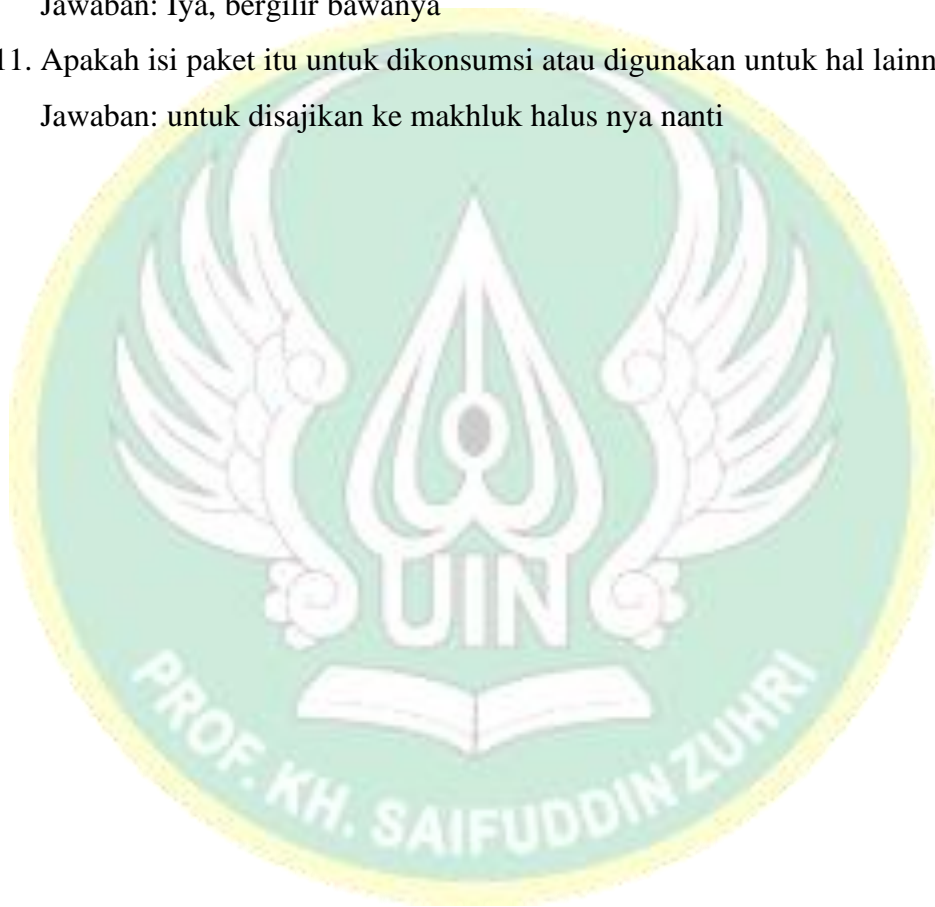 Jawaban: Iya, bergilir bawanya
11. Apakah isi paket itu untuk dikonsumsi atau digunakan untuk hal lainn
Jawaban: untuk disajikan ke makhluk halus nya nanti
UIN
PROF. KH. SAIFUDDIN ZUHRI